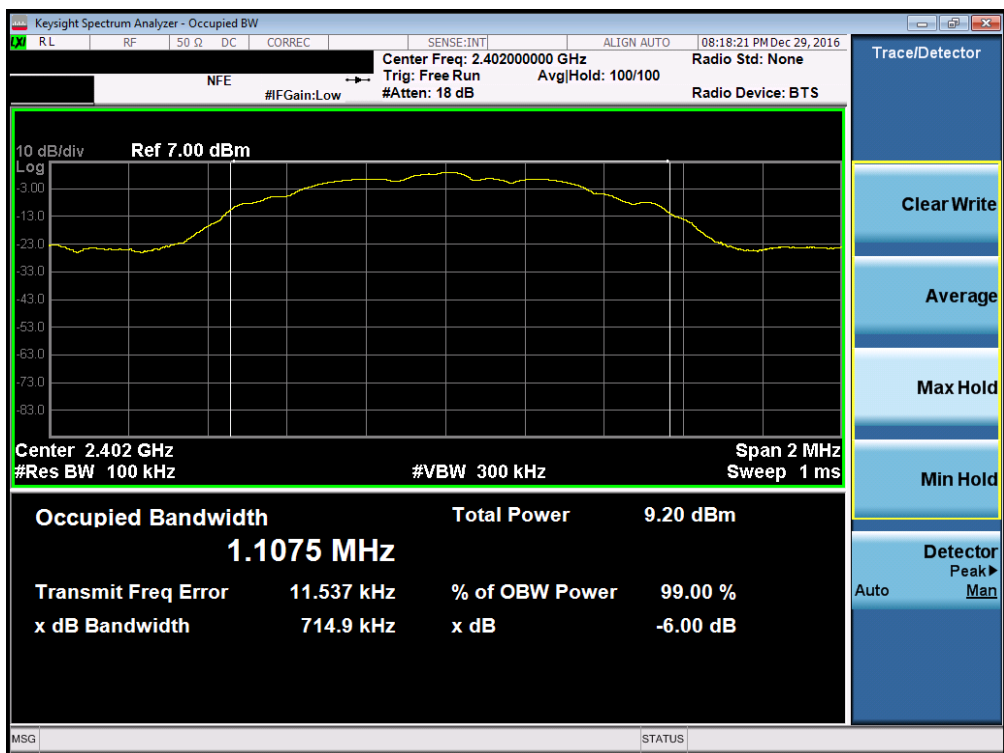 Keysight Spectrum Analyzer - Occupied BW
LXI RL RF 50 Ω DC CORREC SENSE:INT ALIGN AUTO 08:18:21 PM Dec 29, 2016
Center Freq: 2.402000000 GHz Radio Std: None
NFE Trig: Free Run Avg|Hold: 100/100
#IFGain:Low #Atten: 18 dB Radio Device: BTS
10 dB/div Ref 7.00 dBm
Log
-3.00
-13.0
-23.0
-33.0
-43.0
-53.0
-63.0
-73.0
-83.0
Center 2.402 GHz Span 2 MHz
#Res BW 100 kHz #VBW 300 kHz Sweep 1 ms
Occupied Bandwidth Total Power 9.20 dBm
1.1075 MHz
Transmit Freq Error 11.537 kHz % of OBW Power 99.00 %
x dB Bandwidth 714.9 kHz x dB -6.00 dB
MSG STATUS
Trace/Detector
Clear Write
Average
Max Hold
Min Hold
Detector
Peak▶
Auto Man